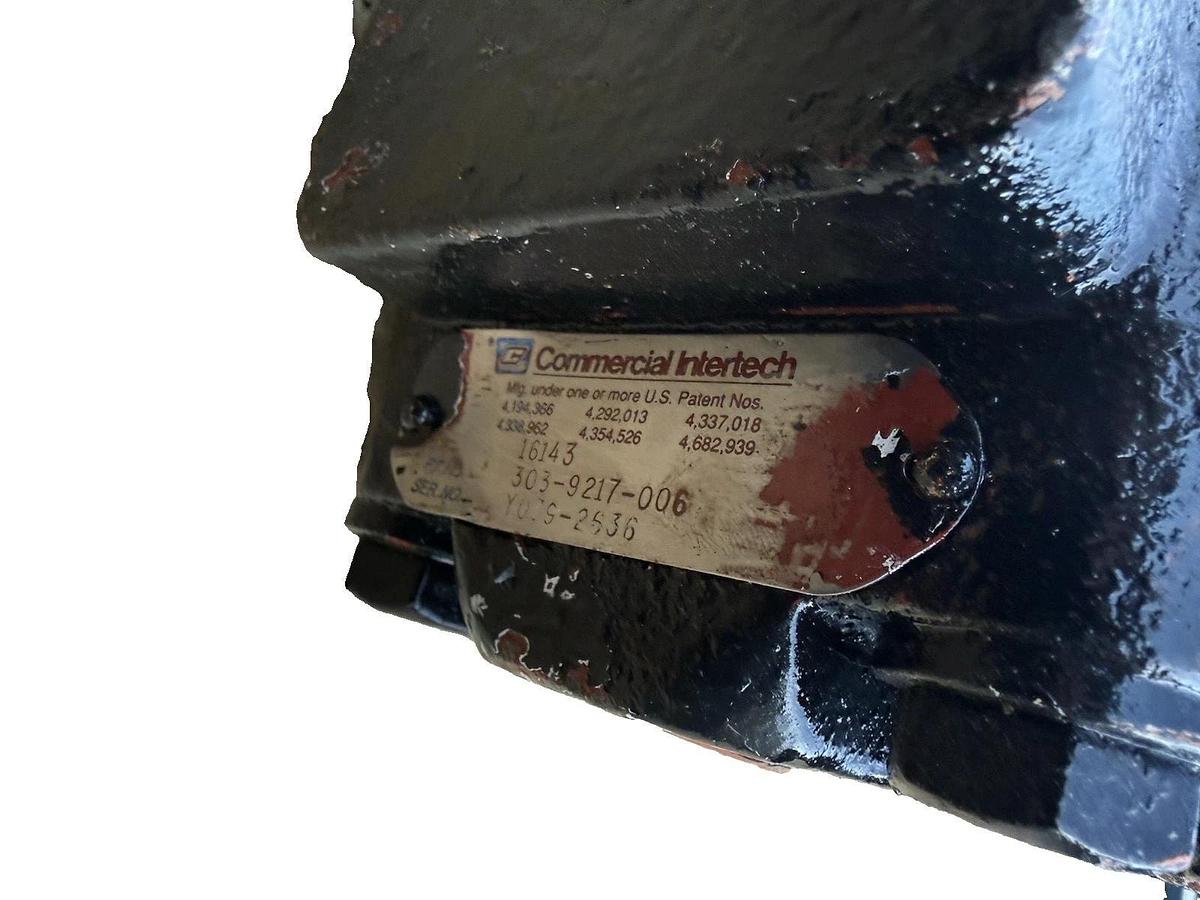 Commercial Intertech
Mfg. under one or more U.S. Patent Nos.
4,194,366 4,292,013 4,337,018
4,338,962 4,354,526 4,682,939
16143
303-9217-006
SER.NO.